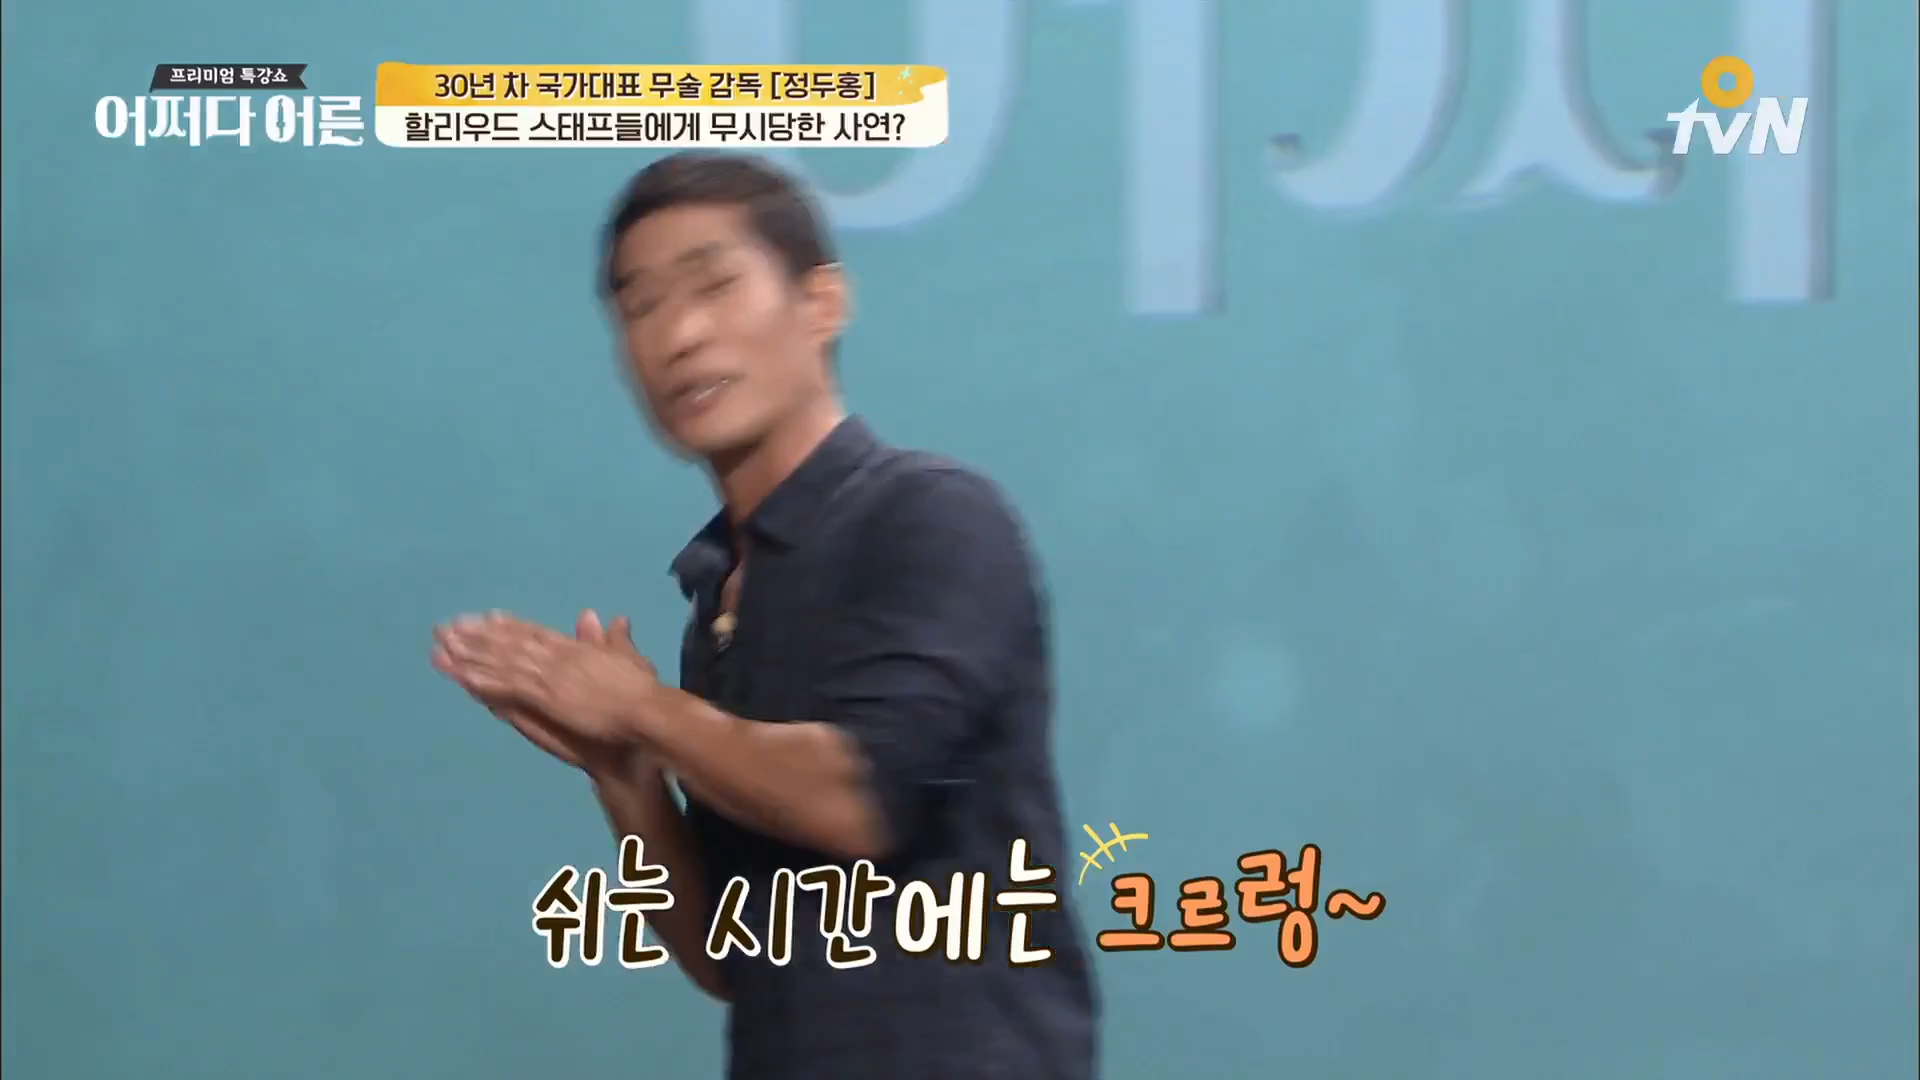 프리미엄 특강쇼
어쩌다 어른
30년 차 국가대표 무술 감독 [정두홍]
할리우드 스태프들에게 무시당한 사연?
tvN
쉬는 시간에는 크르렁~